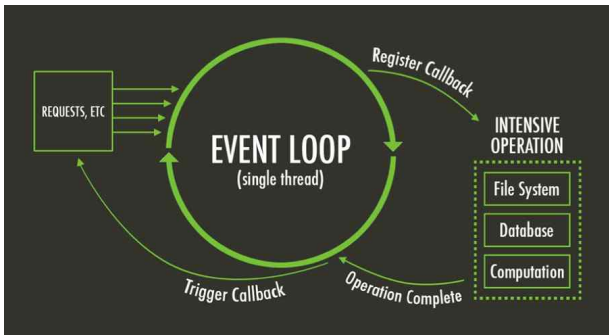 REQUESTS, ETC
EVENT LOOP
(single thread)
Register Callback
INTENSIVE
OPERATION
File System
Database
Computation
Operation Complete
Trigger Callback